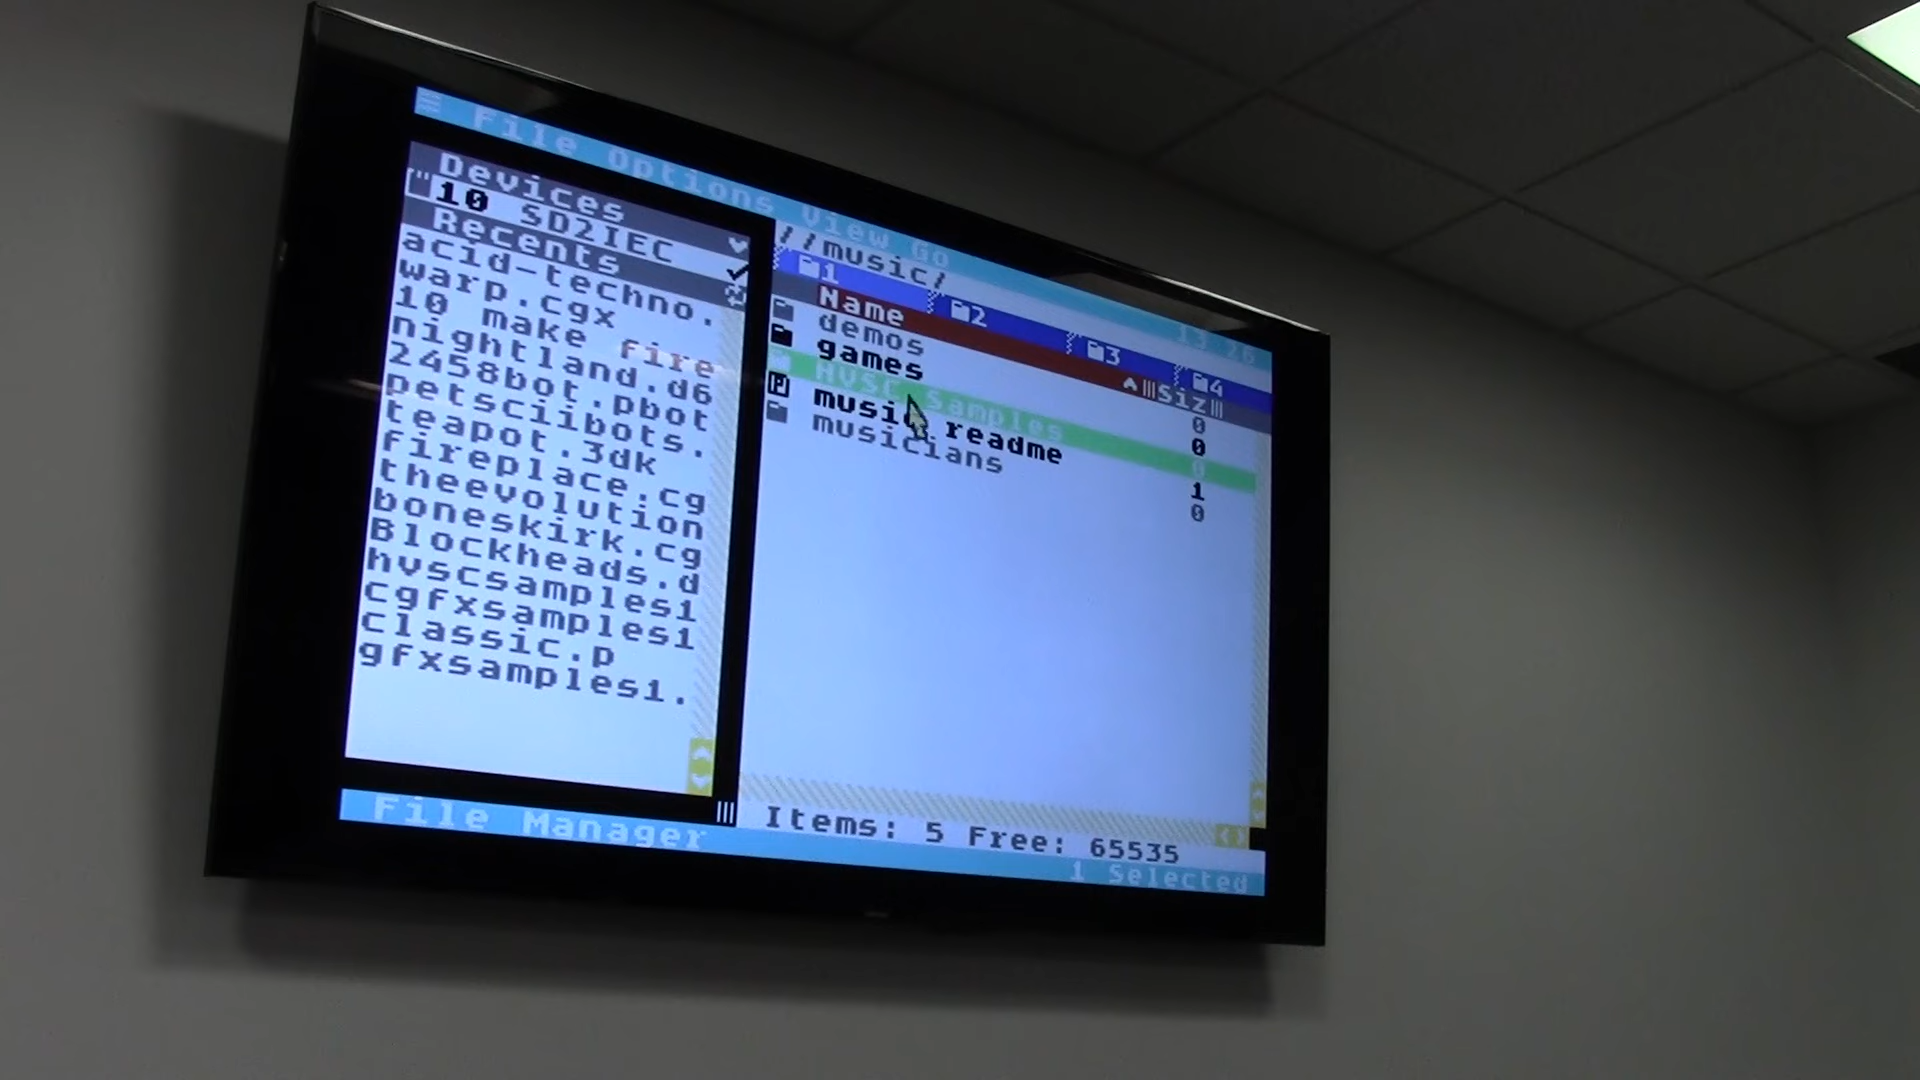 File Options View Go 13 26
Devices
10 SD2IEC
Recents
acid-techno.
warp.cgx
10 make fire
nightland.d6
2458bot.pbot
petsciibots.
teapot.3dk
fireplace.cg
theevolution
boneskirk.cg
Blockheads.d
hvscsamples1
cgfxsamples1
classic.p
gfxsamples1.
//music/
1 2 3 4
Name Siz
demos 0
games 0
HVSC samples 0
music readme 1
musicians 0
Items: 5 Free: 65535
File Manager 1 Selected